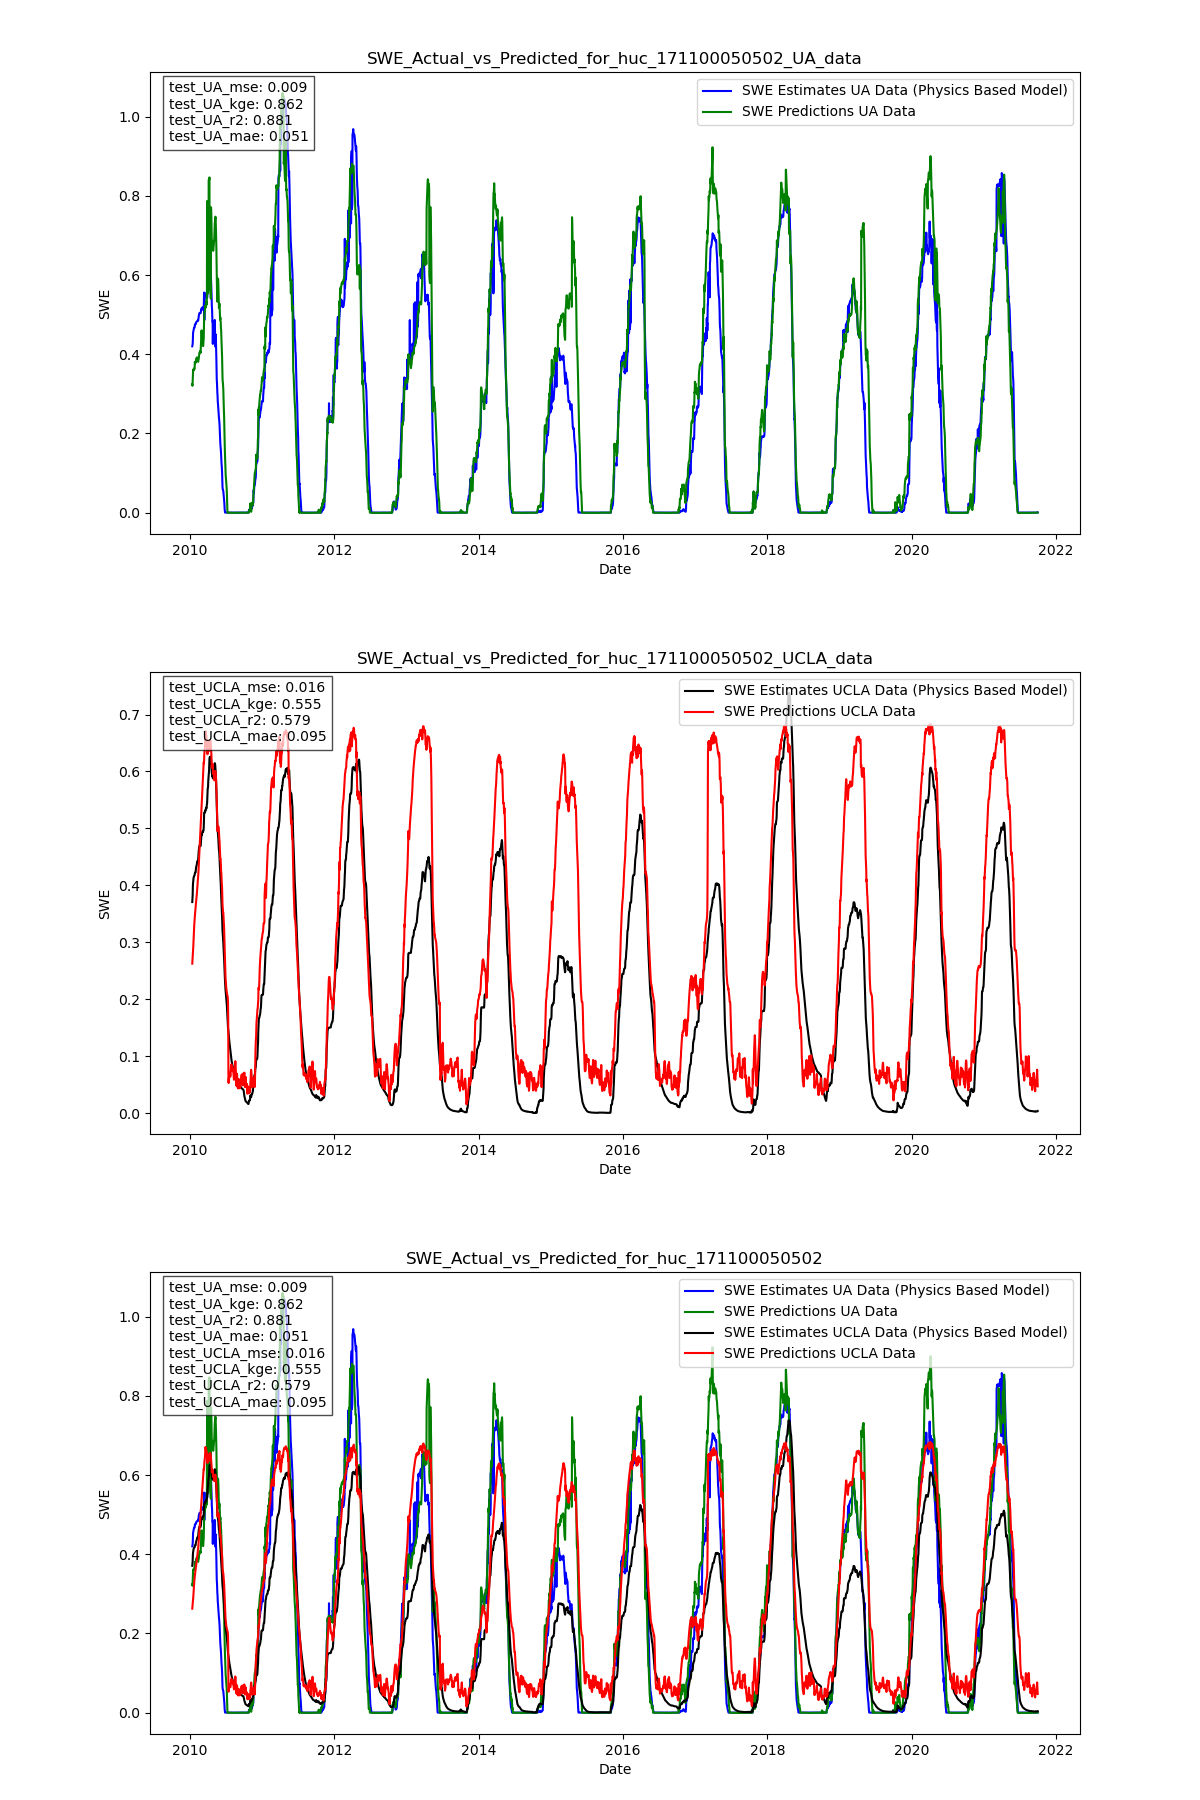 SWE_Actual_vs_Predicted_for_huc_171100050502_UA_data
test_UA_mse: 0.009
test_UA_kge: 0.862
test_UA_r2: 0.881
test_UA_mae: 0.051
SWE Estimates UA Data (Physics Based Model)
SWE Predictions UA Data
1.0
0.8
0.6
0.4
0.2
0.0
SWE
2010 2012 2014 2016 2018 2020 2022
Date
SWE_Actual_vs_Predicted_for_huc_171100050502_UCLA_data
test_UCLA_mse: 0.016
test_UCLA_kge: 0.555
test_UCLA_r2: 0.579
test_UCLA_mae: 0.095
SWE Estimates UCLA Data (Physics Based Model)
SWE Predictions UCLA Data
0.7
0.6
0.5
0.4
0.3
0.2
0.1
0.0
SWE
2010 2012 2014 2016 2018 2020 2022
Date
SWE_Actual_vs_Predicted_for_huc_171100050502
test_UA_mse: 0.009
test_UA_kge: 0.862
test_UA_r2: 0.881
test_UA_mae: 0.051
test_UCLA_mse: 0.016
test_UCLA_kge: 0.555
test_UCLA_r2: 0.579
test_UCLA_mae: 0.095
SWE Estimates UA Data (Physics Based Model)
SWE Predictions UA Data
SWE Estimates UCLA Data (Physics Based Model)
SWE Predictions UCLA Data
1.0
0.8
0.6
0.4
0.2
0.0
SWE
2010 2012 2014 2016 2018 2020 2022
Date